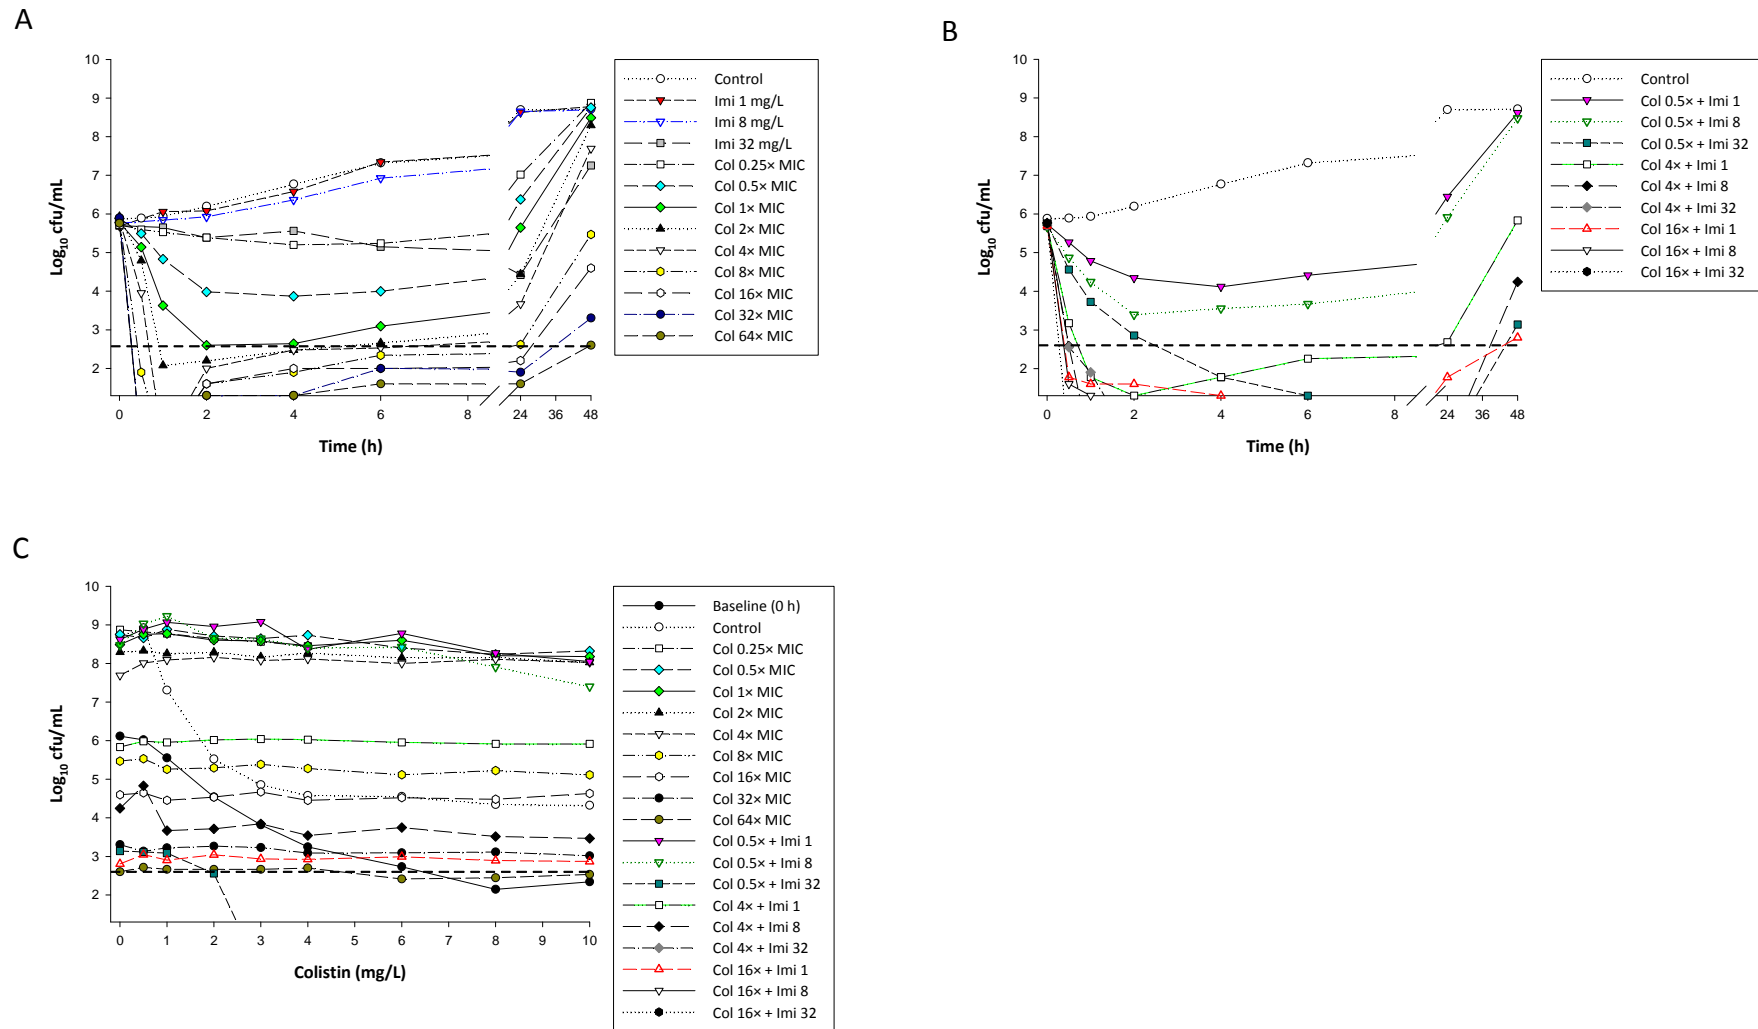 A
10
9
8
7
6
5
4
3
2
Log10 cfu/mL
0 2 4 6 8 24 36 48
Time (h)
Control
Imi 1 mg/L
Imi 8 mg/L
Imi 32 mg/L
Col 0.25× MIC
Col 0.5× MIC
Col 1× MIC
Col 2× MIC
Col 4× MIC
Col 8× MIC
Col 16× MIC
Col 32× MIC
Col 64× MIC
B
10
9
8
7
6
5
4
3
2
Log10 cfu/mL
0 2 4 6 8 24 36 48
Time (h)
Control
Col 0.5× + Imi 1
Col 0.5× + Imi 8
Col 0.5× + Imi 32
Col 4× + Imi 1
Col 4× + Imi 8
Col 4× + Imi 32
Col 16× + Imi 1
Col 16× + Imi 8
Col 16× + Imi 32
C
10
9
8
7
6
5
4
3
2
Log10 cfu/mL
0 1 2 3 4 5 6 7 8 9 10
Colistin (mg/L)
Baseline (0 h)
Control
Col 0.25× MIC
Col 0.5× MIC
Col 1× MIC
Col 2× MIC
Col 4× MIC
Col 8× MIC
Col 16× MIC
Col 32× MIC
Col 64× MIC
Col 0.5× + Imi 1
Col 0.5× + Imi 8
Col 0.5× + Imi 32
Col 4× + Imi 1
Col 4× + Imi 8
Col 4× + Imi 32
Col 16× + Imi 1
Col 16× + Imi 8
Col 16× + Imi 32